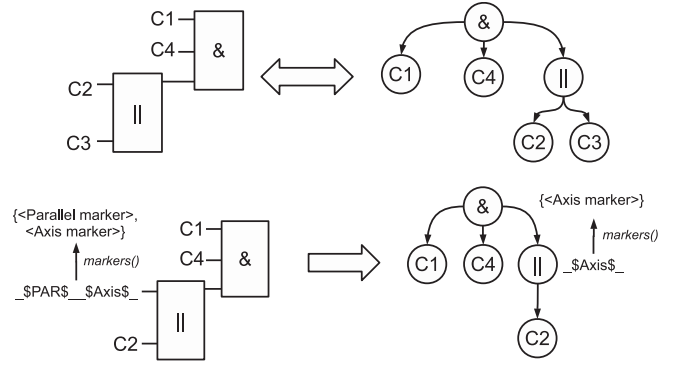 C1
C4
&
C2
||
C3
&
C1
C4
||
C2
C3
{<Parallel marker>,
<Axis marker>}
markers()
_$PAR$__$Axis$_
C1
C4
&
||
C2
{<Axis marker>}
markers()
_$Axis$_
&
C1
C4
||
C2